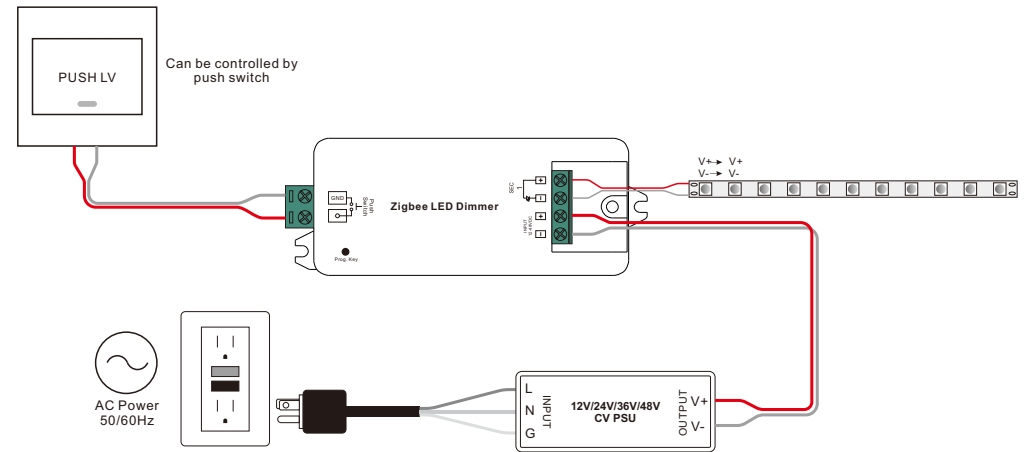 PUSH LV
Can be controlled by
push switch
GND
Push
Switch
Prog. Key
Zigbee LED Dimmer
L
+
-
+
-
INPUT
V+ → V+
V- → V-
AC Power
50/60Hz
L
N
G
INPUT
12V/24V/36V/48V
CV PSU
OUTPUT
V+
V-